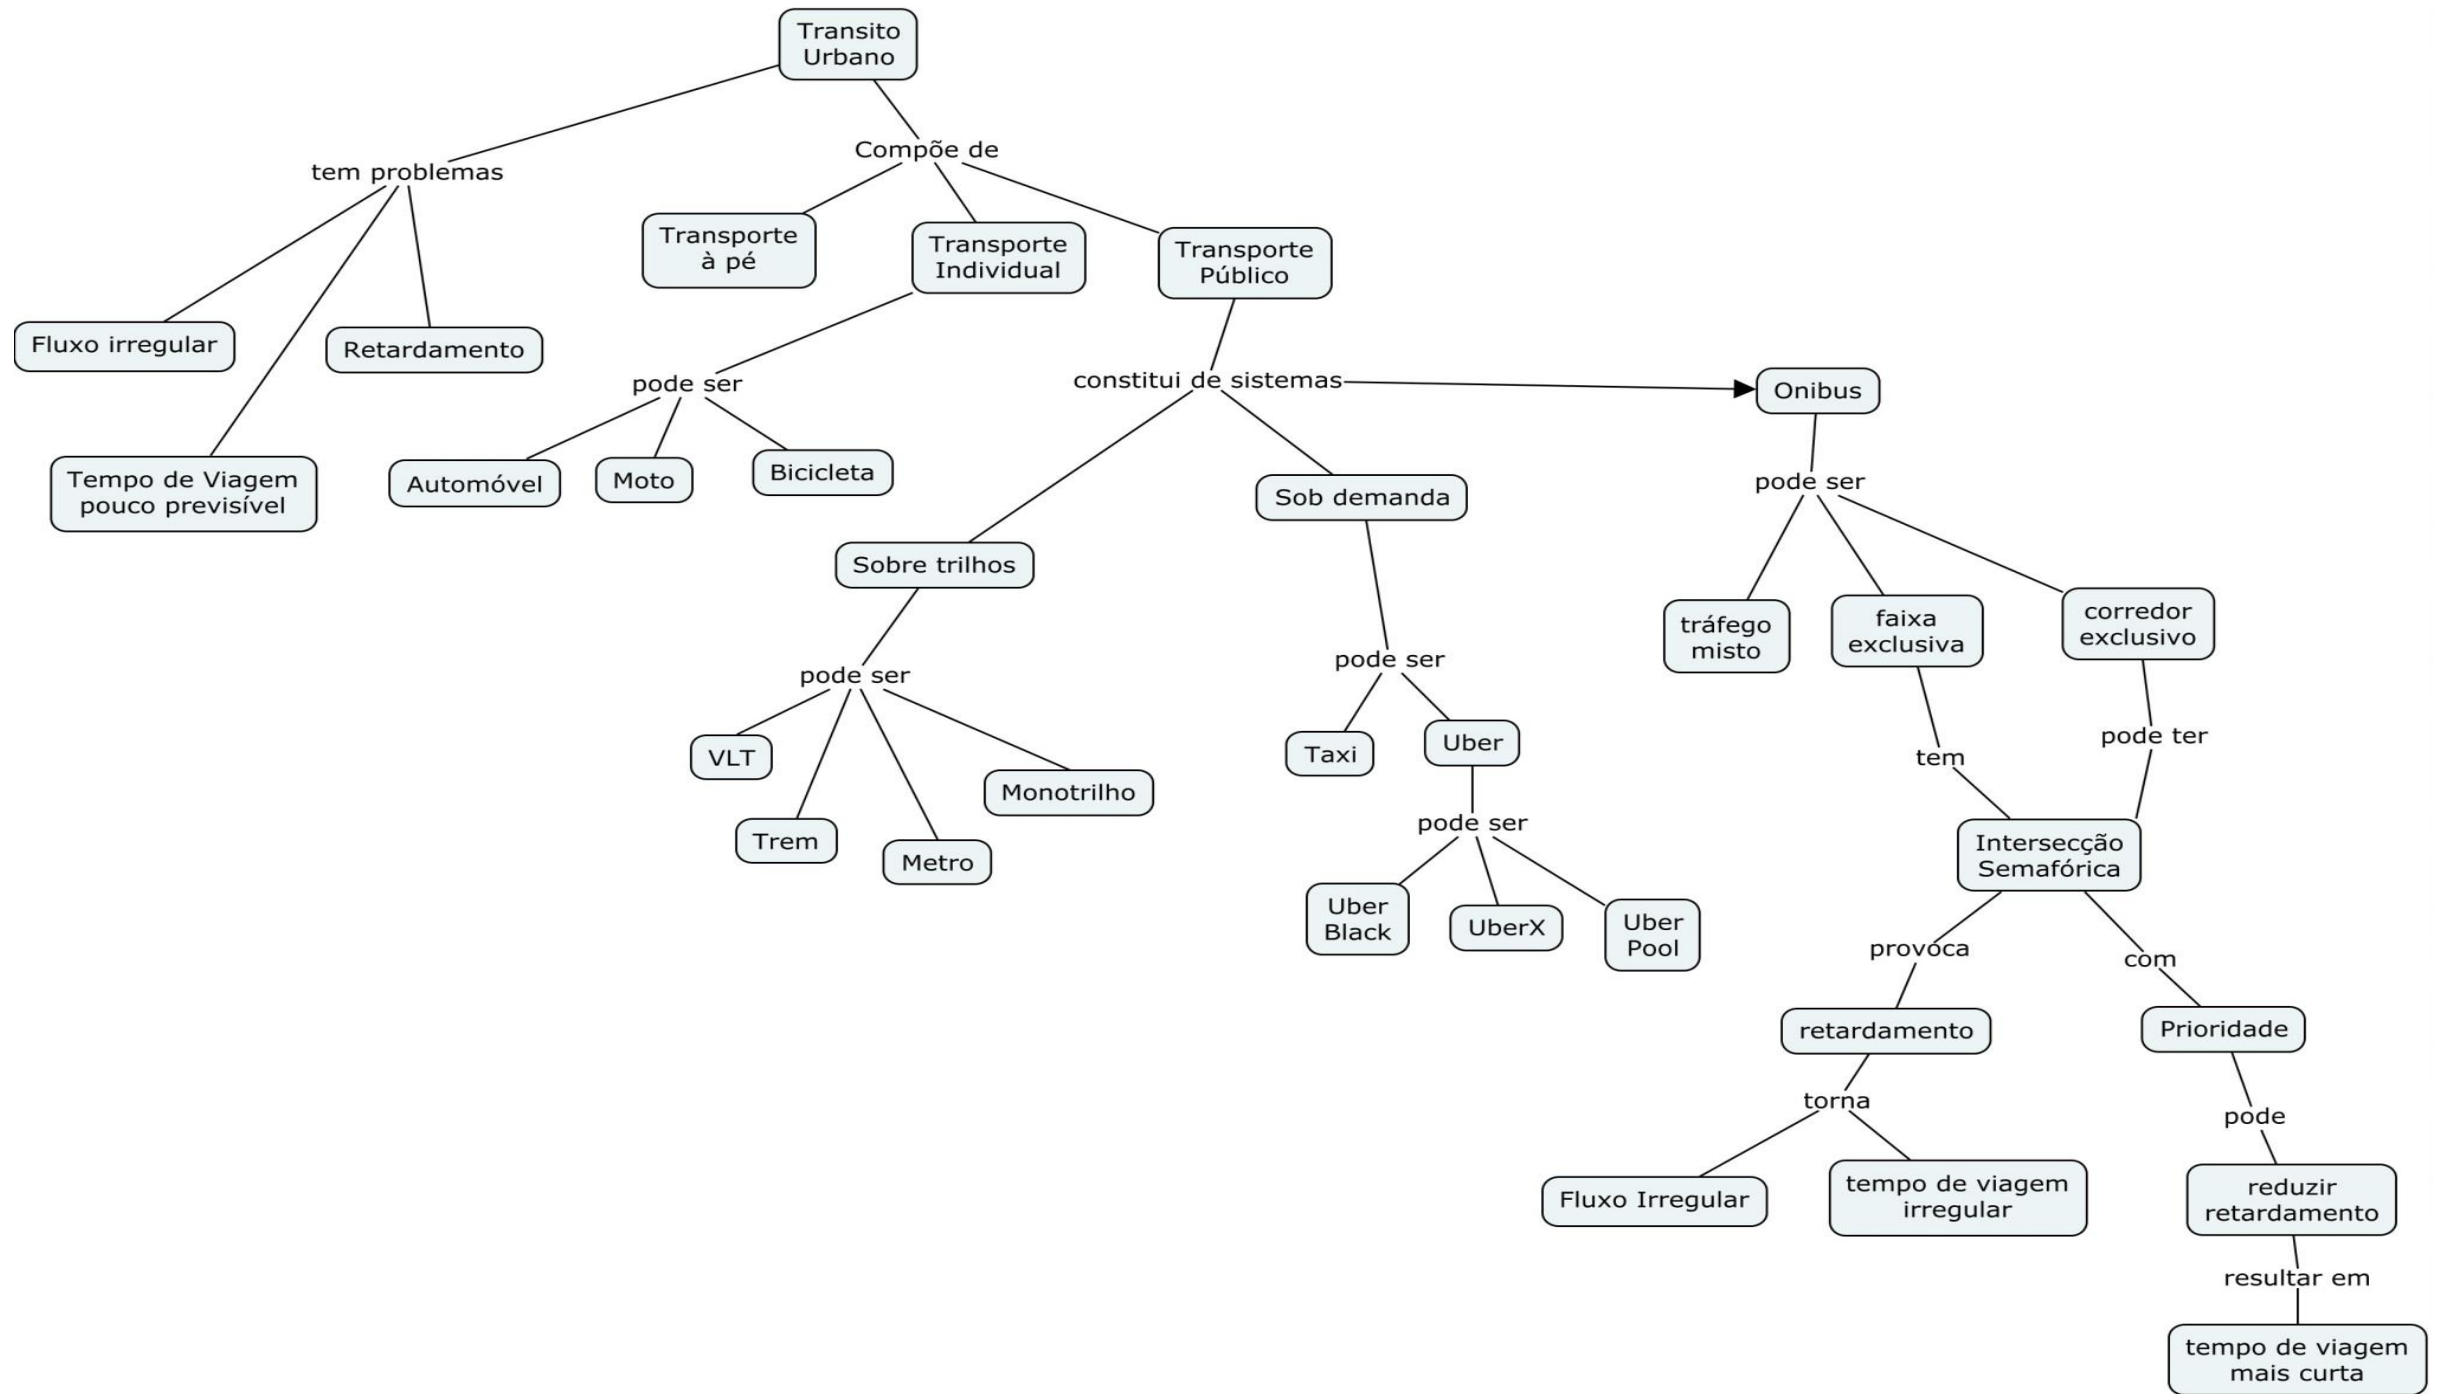 Transito
Urbano
Compõe de
tem problemas
Transporte
à pé
Transporte
Individual
Transporte
Público
Fluxo irregular
Retardamento
Tempo de Viagem
pouco previsível
pode ser
Automóvel
Moto
Bicicleta
constitui de sistemas
Onibus
Sobre trilhos
Sob demanda
pode ser
VLT
Trem
Metro
Monotrilho
pode ser
Taxi
Uber
pode ser
Uber
Black
UberX
Uber
Pool
pode ser
tráfego
misto
faixa
exclusiva
corredor
exclusivo
tem
pode ter
Intersecção
Semafórica
provoca
com
retardamento
Prioridade
torna
pode
Fluxo Irregular
tempo de viagem
irregular
reduzir
retardamento
resultar em
tempo de viagem
mais curta